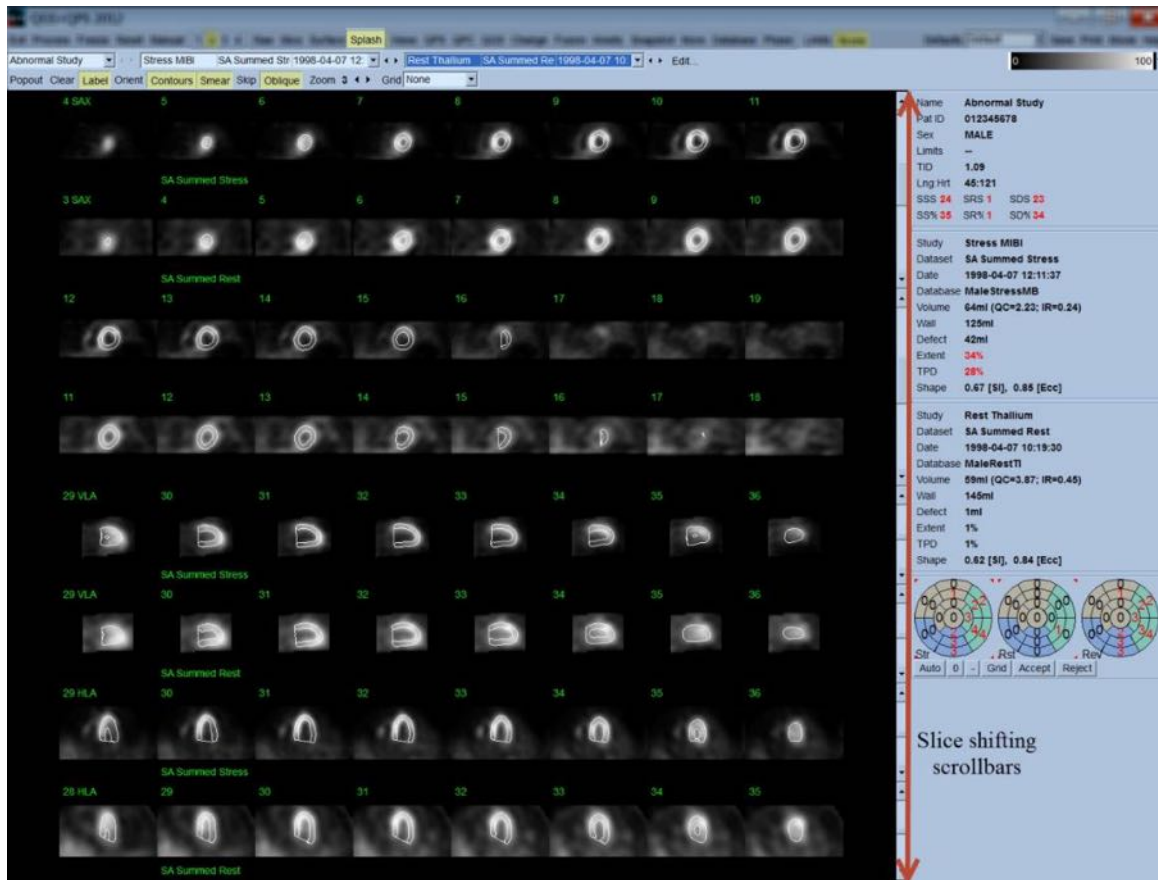 QGS+QPS 2012
Splash
Abnormal Study Stress MIBI SA Summed Str 1998-04-07 12: Rest Thallium SA Summed Re 1998-04-07 10: Edit...
0 100
Popout Clear Label Orient Contours Smear Skip Oblique Zoom 3 Grid None
4 SAX 5 6 7 8 9 10 11
SA Summed Stress
3 SAX 4 5 6 7 8 9 10
SA Summed Rest
12 13 14 15 16 17 18 19
11 12 13 14 15 16 17 18
29 VLA 30 31 32 33 34 35 36
SA Summed Stress
29 VLA 30 31 32 33 34 35 36
SA Summed Rest
29 HLA 30 31 32 33 34 35 36
SA Summed Stress
28 HLA 29 30 31 32 33 34 35
SA Summed Rest
Name Abnormal Study
Pat ID 012345678
Sex MALE
Limits --
TID 1.09
Lng:Hrt 45:121
SSS 24 SRS 1 SDS 23
SS% 35 SR% 1 SD% 34
Study Stress MIBI
Dataset SA Summed Stress
Date 1998-04-07 12:11:37
Database MaleStressMB
Volume 64ml (QC=2.23; IR=0.24)
Wall 125ml
Defect 42ml
Extent 34%
TPD 28%
Shape 0.67 [SI], 0.85 [Ecc]
Study Rest Thallium
Dataset SA Summed Rest
Date 1998-04-07 10:19:30
Database MaleRestTl
Volume 59ml (QC=3.87; IR=0.45)
Wall 145ml
Defect 1ml
Extent 1%
TPD 1%
Shape 0.62 [SI], 0.84 [Ecc]
Str Rst Rev
Auto 0 - Grid Accept Reject
Slice shifting
scrollbars